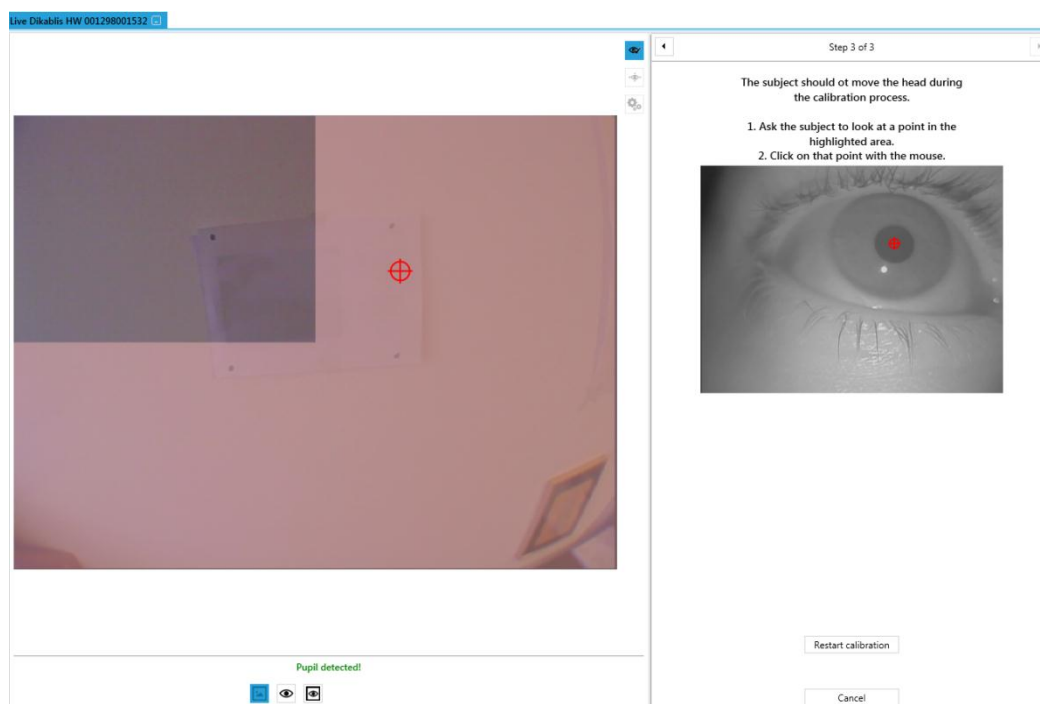 Live Dikablis HW 001298001532
Step 3 of 3
The subject should ot move the head during
the calibration process.
1. Ask the subject to look at a point in the
highlighted area.
2. Click on that point with the mouse.
Pupil detected!
Restart calibration
Cancel